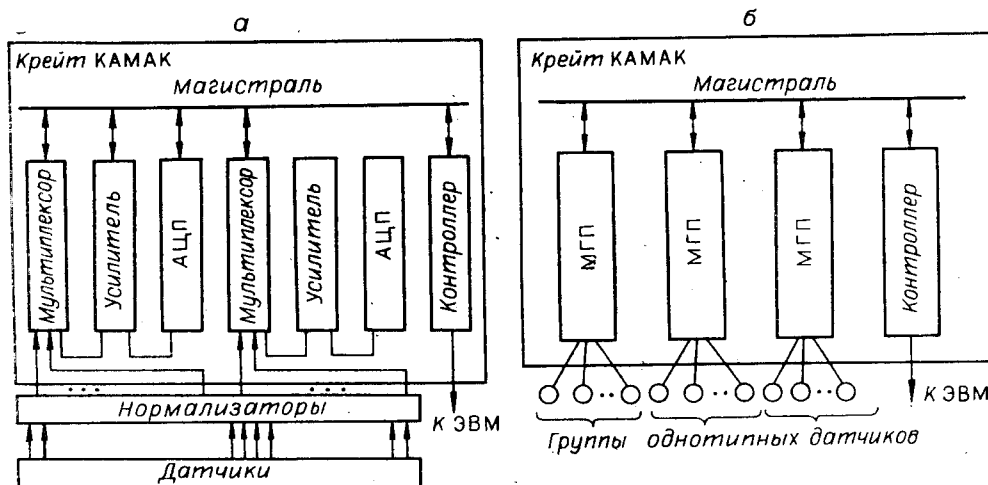 а
Крейт КАМАК
Магистраль
Мультиплексор
Усилитель
АЦП
Мультиплексор
Усилитель
АЦП
Контроллер
Нормализаторы
К ЭВМ
Датчики
б
Крейт КАМАК
Магистраль
МГП
МГП
МГП
Контроллер
К ЭВМ
Группы однотипных датчиков